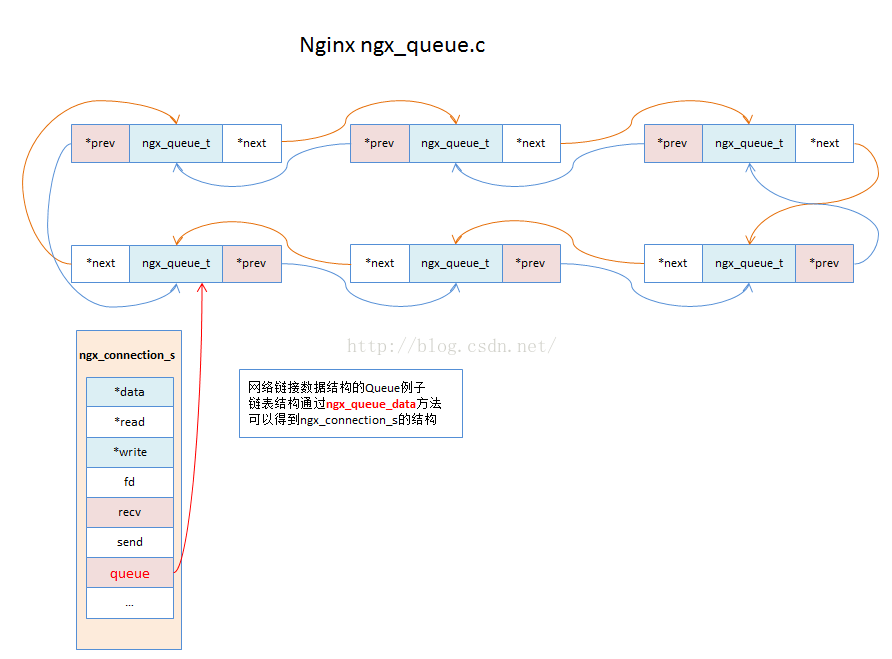 Nginx ngx_queue.c
*prev ngx_queue_t *next *prev ngx_queue_t *next *prev ngx_queue_t *next
*next ngx_queue_t *prev *next ngx_queue_t *prev *next ngx_queue_t *prev
http://blog.csdn.net/
ngx_connection_s
*data
*read
*write
fd
recv
send
queue
...
网络链接数据结构的Queue例子
链表结构通过ngx_queue_data方法
可以得到ngx_connection_s的结构